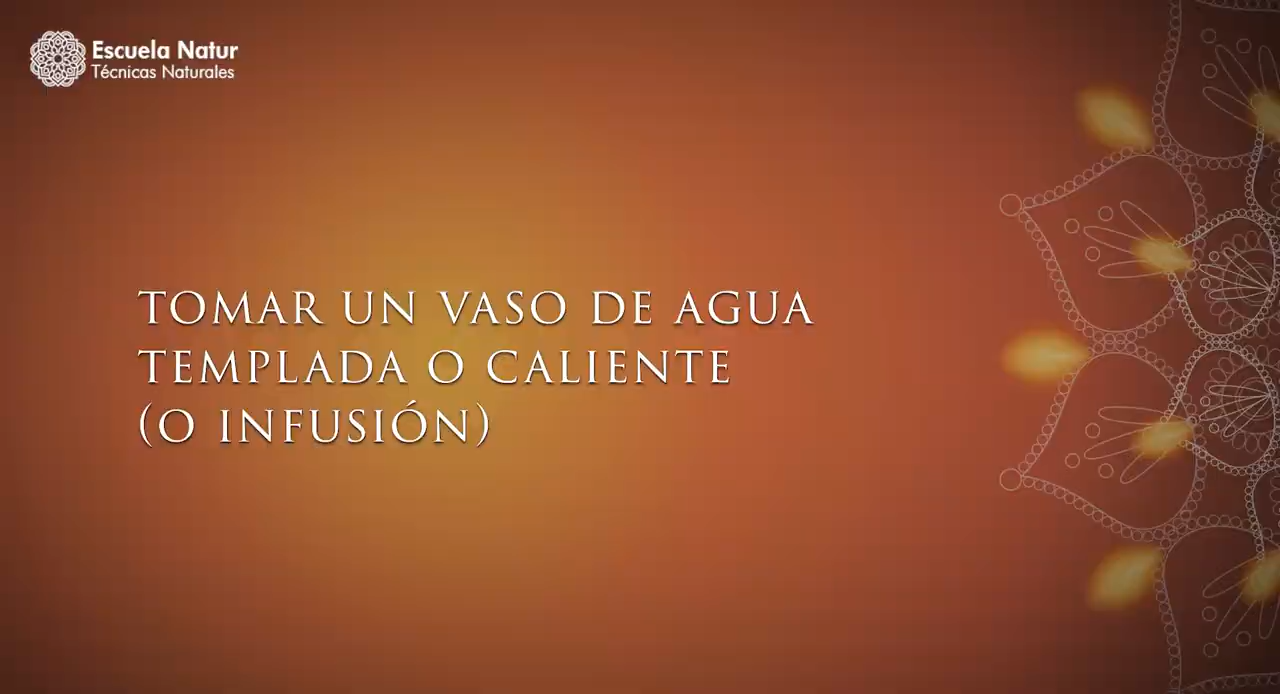 Escuela Natur
Técnicas Naturales
TOMAR UN VASO DE AGUA
TEMPLADA O CALIENTE
(O INFUSIÓN)